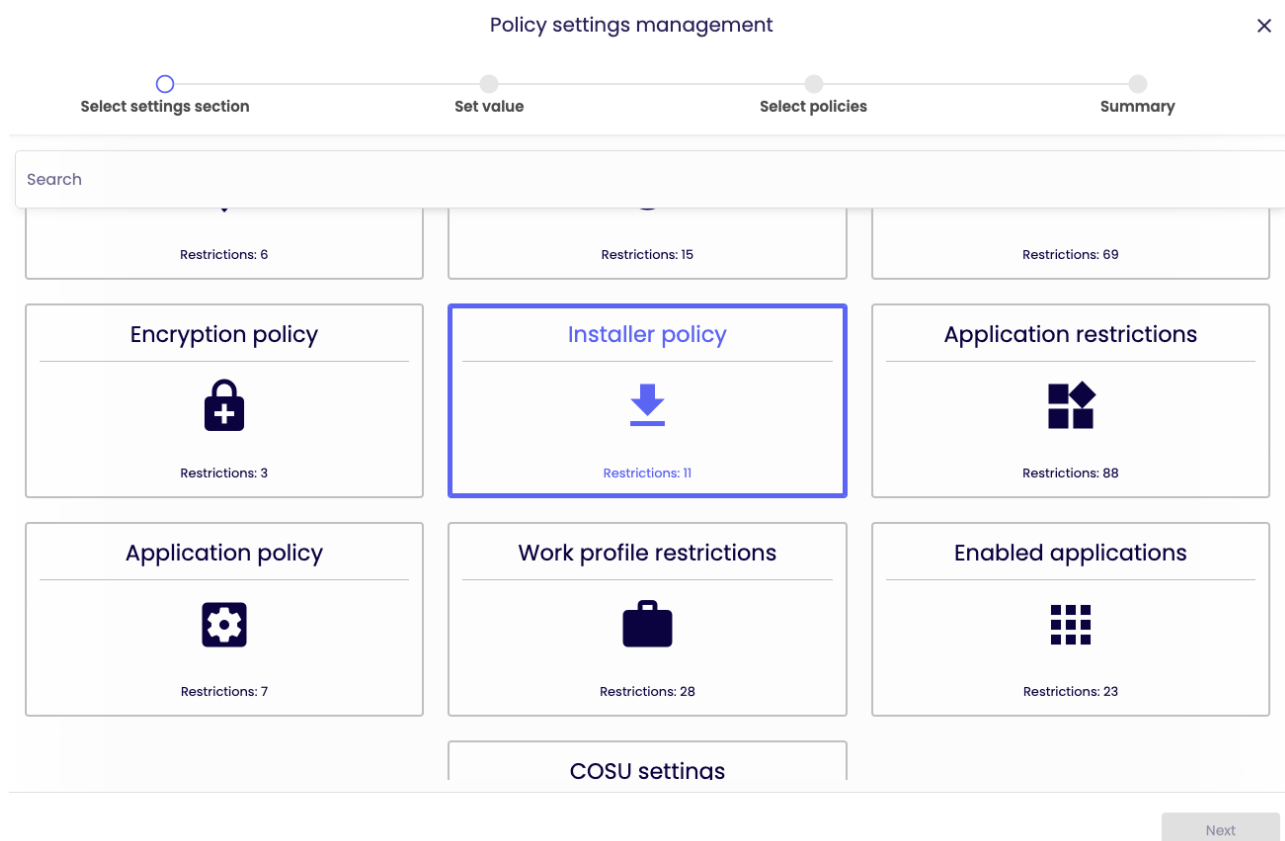 Policy settings management
Select settings section
Set value
Select policies
Summary
Search
Restrictions: 6
Restrictions: 15
Restrictions: 69
Encryption policy
Installer policy
Application restrictions
Restrictions: 3
Restrictions: 11
Restrictions: 88
Application policy
Work profile restrictions
Enabled applications
Restrictions: 7
Restrictions: 28
Restrictions: 23
COSU settings
Next